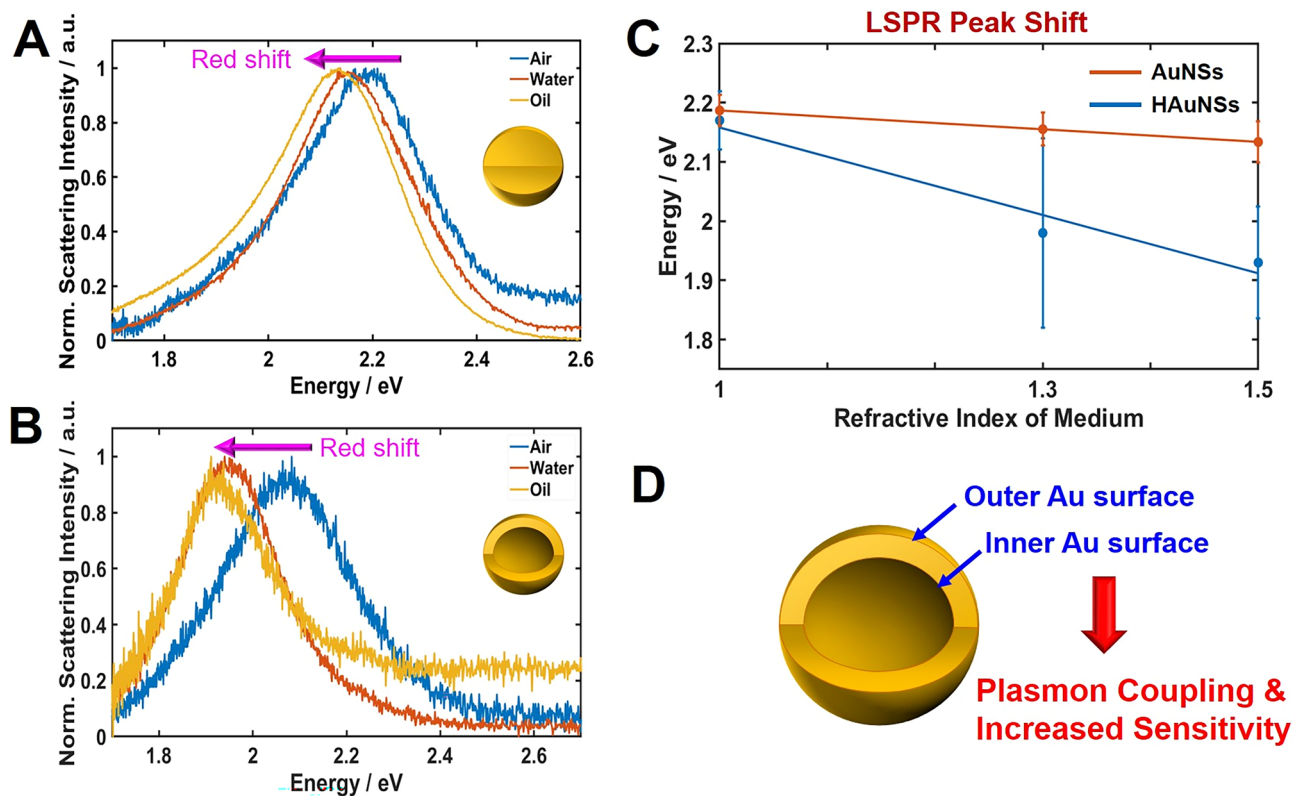 A
Norm. Scattering Intensity / a.u.
1
0.8
0.6
0.4
0.2
0
Red shift
Air
Water
Oil
1.8
2
2.2
2.4
2.6
Energy / eV
B
Norm. Scattering Intensity / a.u.
1
0.8
0.6
0.4
0.2
0
Red shift
Air
Water
Oil
1.8
2
2.2
2.4
2.6
Energy / eV
C
LSPR Peak Shift
Energy / eV
2.3
2.2
2.1
2
1.9
1.8
AuNSs
HAuNSs
1
1.3
1.5
Refractive Index of Medium
D
Outer Au surface
Inner Au surface
Plasmon Coupling &
Increased Sensitivity